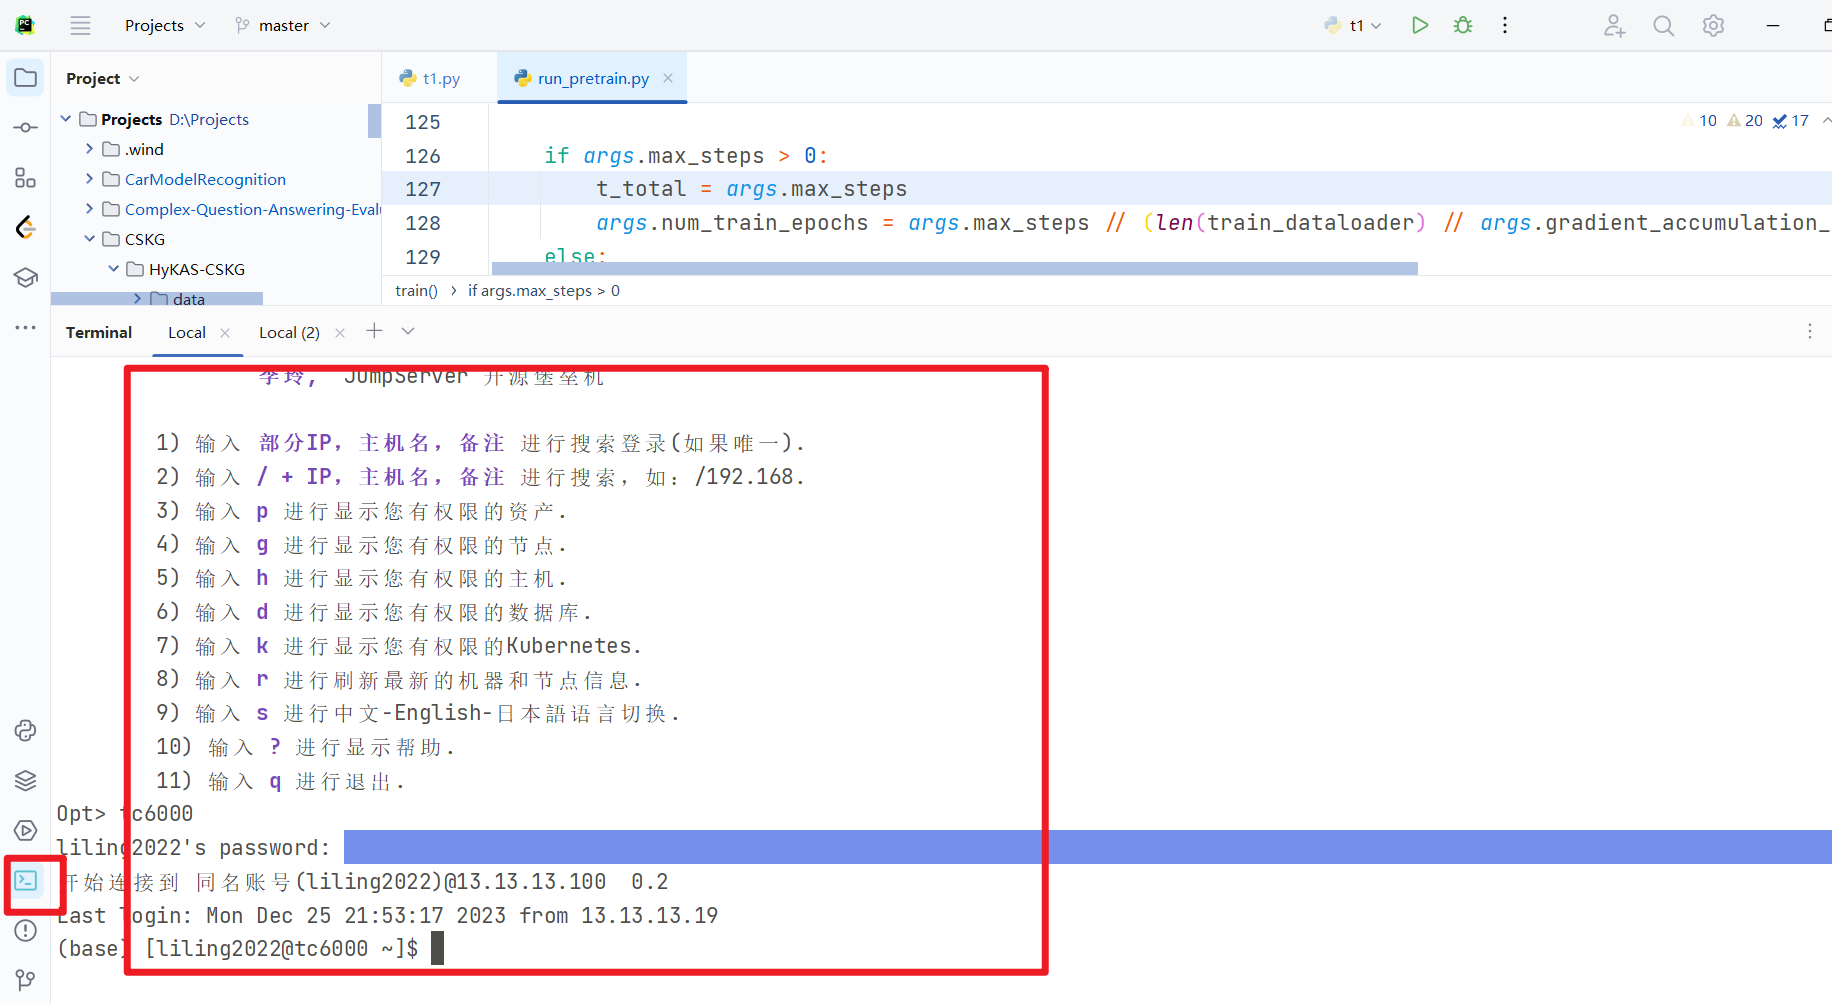 Projects master t1
Project t1.py run_pretrain.py
Projects D:\Projects
.wind
CarModelRecognition
Complex-Question-Answering-Evalu
CSKG
HyKAS-CSKG
data
125
126 if args.max_steps > 0:
127 t_total = args.max_steps
128 args.num_train_epochs = args.max_steps // (len(train_dataloader) // args.gradient_accumulation_
129 else:
10 20 17
train() › if args.max_steps > 0
Terminal Local Local (2)
李玲, JumpServer 开源堡垒机
1) 输入 部分IP，主机名，备注 进行搜索登录(如果唯一).
2) 输入 / + IP，主机名，备注 进行搜索，如：/192.168.
3) 输入 p 进行显示您有权限的资产.
4) 输入 g 进行显示您有权限的节点.
5) 输入 h 进行显示您有权限的主机.
6) 输入 d 进行显示您有权限的数据库.
7) 输入 k 进行显示您有权限的Kubernetes.
8) 输入 r 进行刷新最新的机器和节点信息.
9) 输入 s 进行中文-English-日本語语言切换.
10) 输入 ? 进行显示帮助.
11) 输入 q 进行退出.
Opt> tc6000
liling2022's password:
开始连接到 同名账号(liling2022)@13.13.13.100 0.2
Last login: Mon Dec 25 21:53:17 2023 from 13.13.13.19
(base) [liling2022@tc6000 ~]$